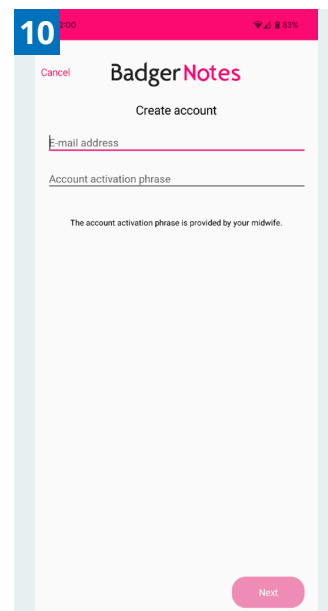 10
2:00 83%
Cancel
BadgerNotes
Create account
E-mail address
Account activation phrase
The account activation phrase is provided by your midwife.
Next